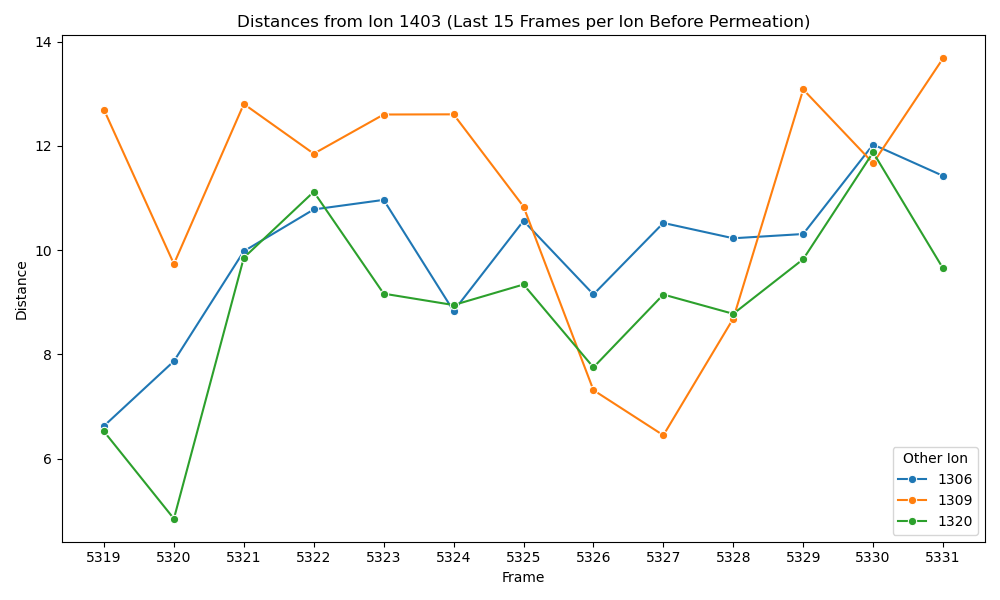 Distances from Ion 1403 (Last 15 Frames per Ion Before Permeation)
Distance
14
12
10
8
6
Other Ion
1306
1309
1320
5319 5320 5321 5322 5323 5324 5325 5326 5327 5328 5329 5330 5331
Frame